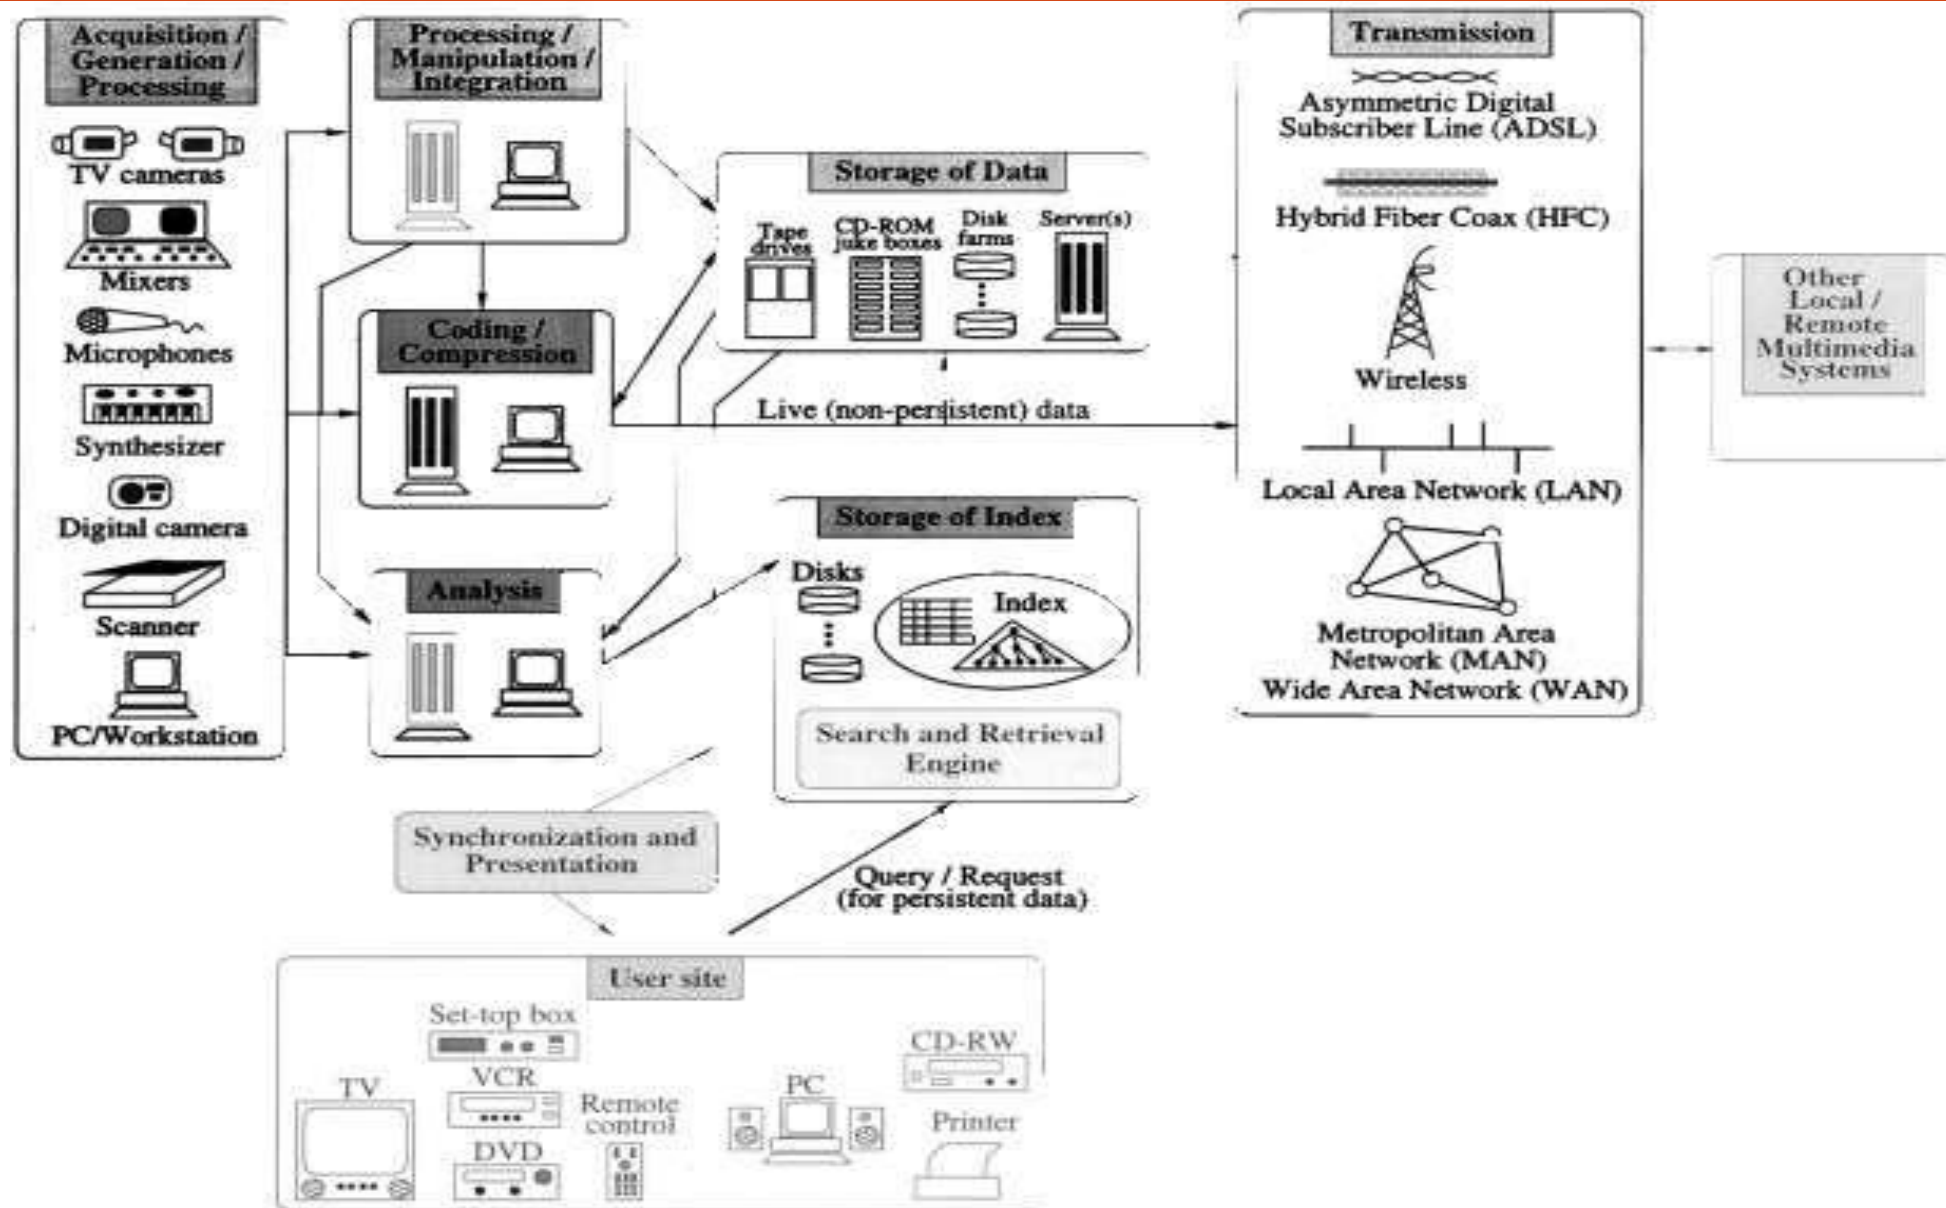 Acquisition /
Generation /
Processing
TV cameras
Mixers
Microphones
Synthesizer
Digital camera
Scanner
PC/Workstation
Processing /
Manipulation /
Integration
Coding /
Compression
Analysis
Storage of Data
Tape
drives
CD-ROM
juke boxes
Disk
farms
Server(s)
Live (non-persistent) data
Storage of Index
Disks
Index
Search and Retrieval
Engine
Synchronization and
Presentation
Query / Request
(for persistent data)
Transmission
Asymmetric Digital
Subscriber Line (ADSL)
Hybrid Fiber Coax (HFC)
Wireless
Local Area Network (LAN)
Metropolitan Area
Network (MAN)
Wide Area Network (WAN)
Other
Local /
Remote
Multimedia
Systems
User site
Set-top box
TV
VCR
DVD
Remote
control
PC
CD-RW
Printer